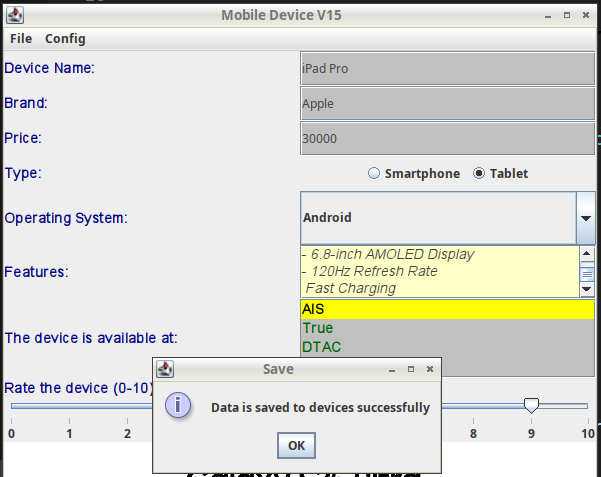 Mobile Device V15
File Config
Device Name: iPad Pro
Brand: Apple
Price: 30000
Type: Smartphone Tablet
Operating System: Android
Features: - 6.8-inch AMOLED Display
- 120Hz Refresh Rate
Fast Charging
The device is available at: AIS
True
DTAC
Rate the device (0-10)
Save
Data is saved to devices successfully
OK
0 1 2 8 9 10